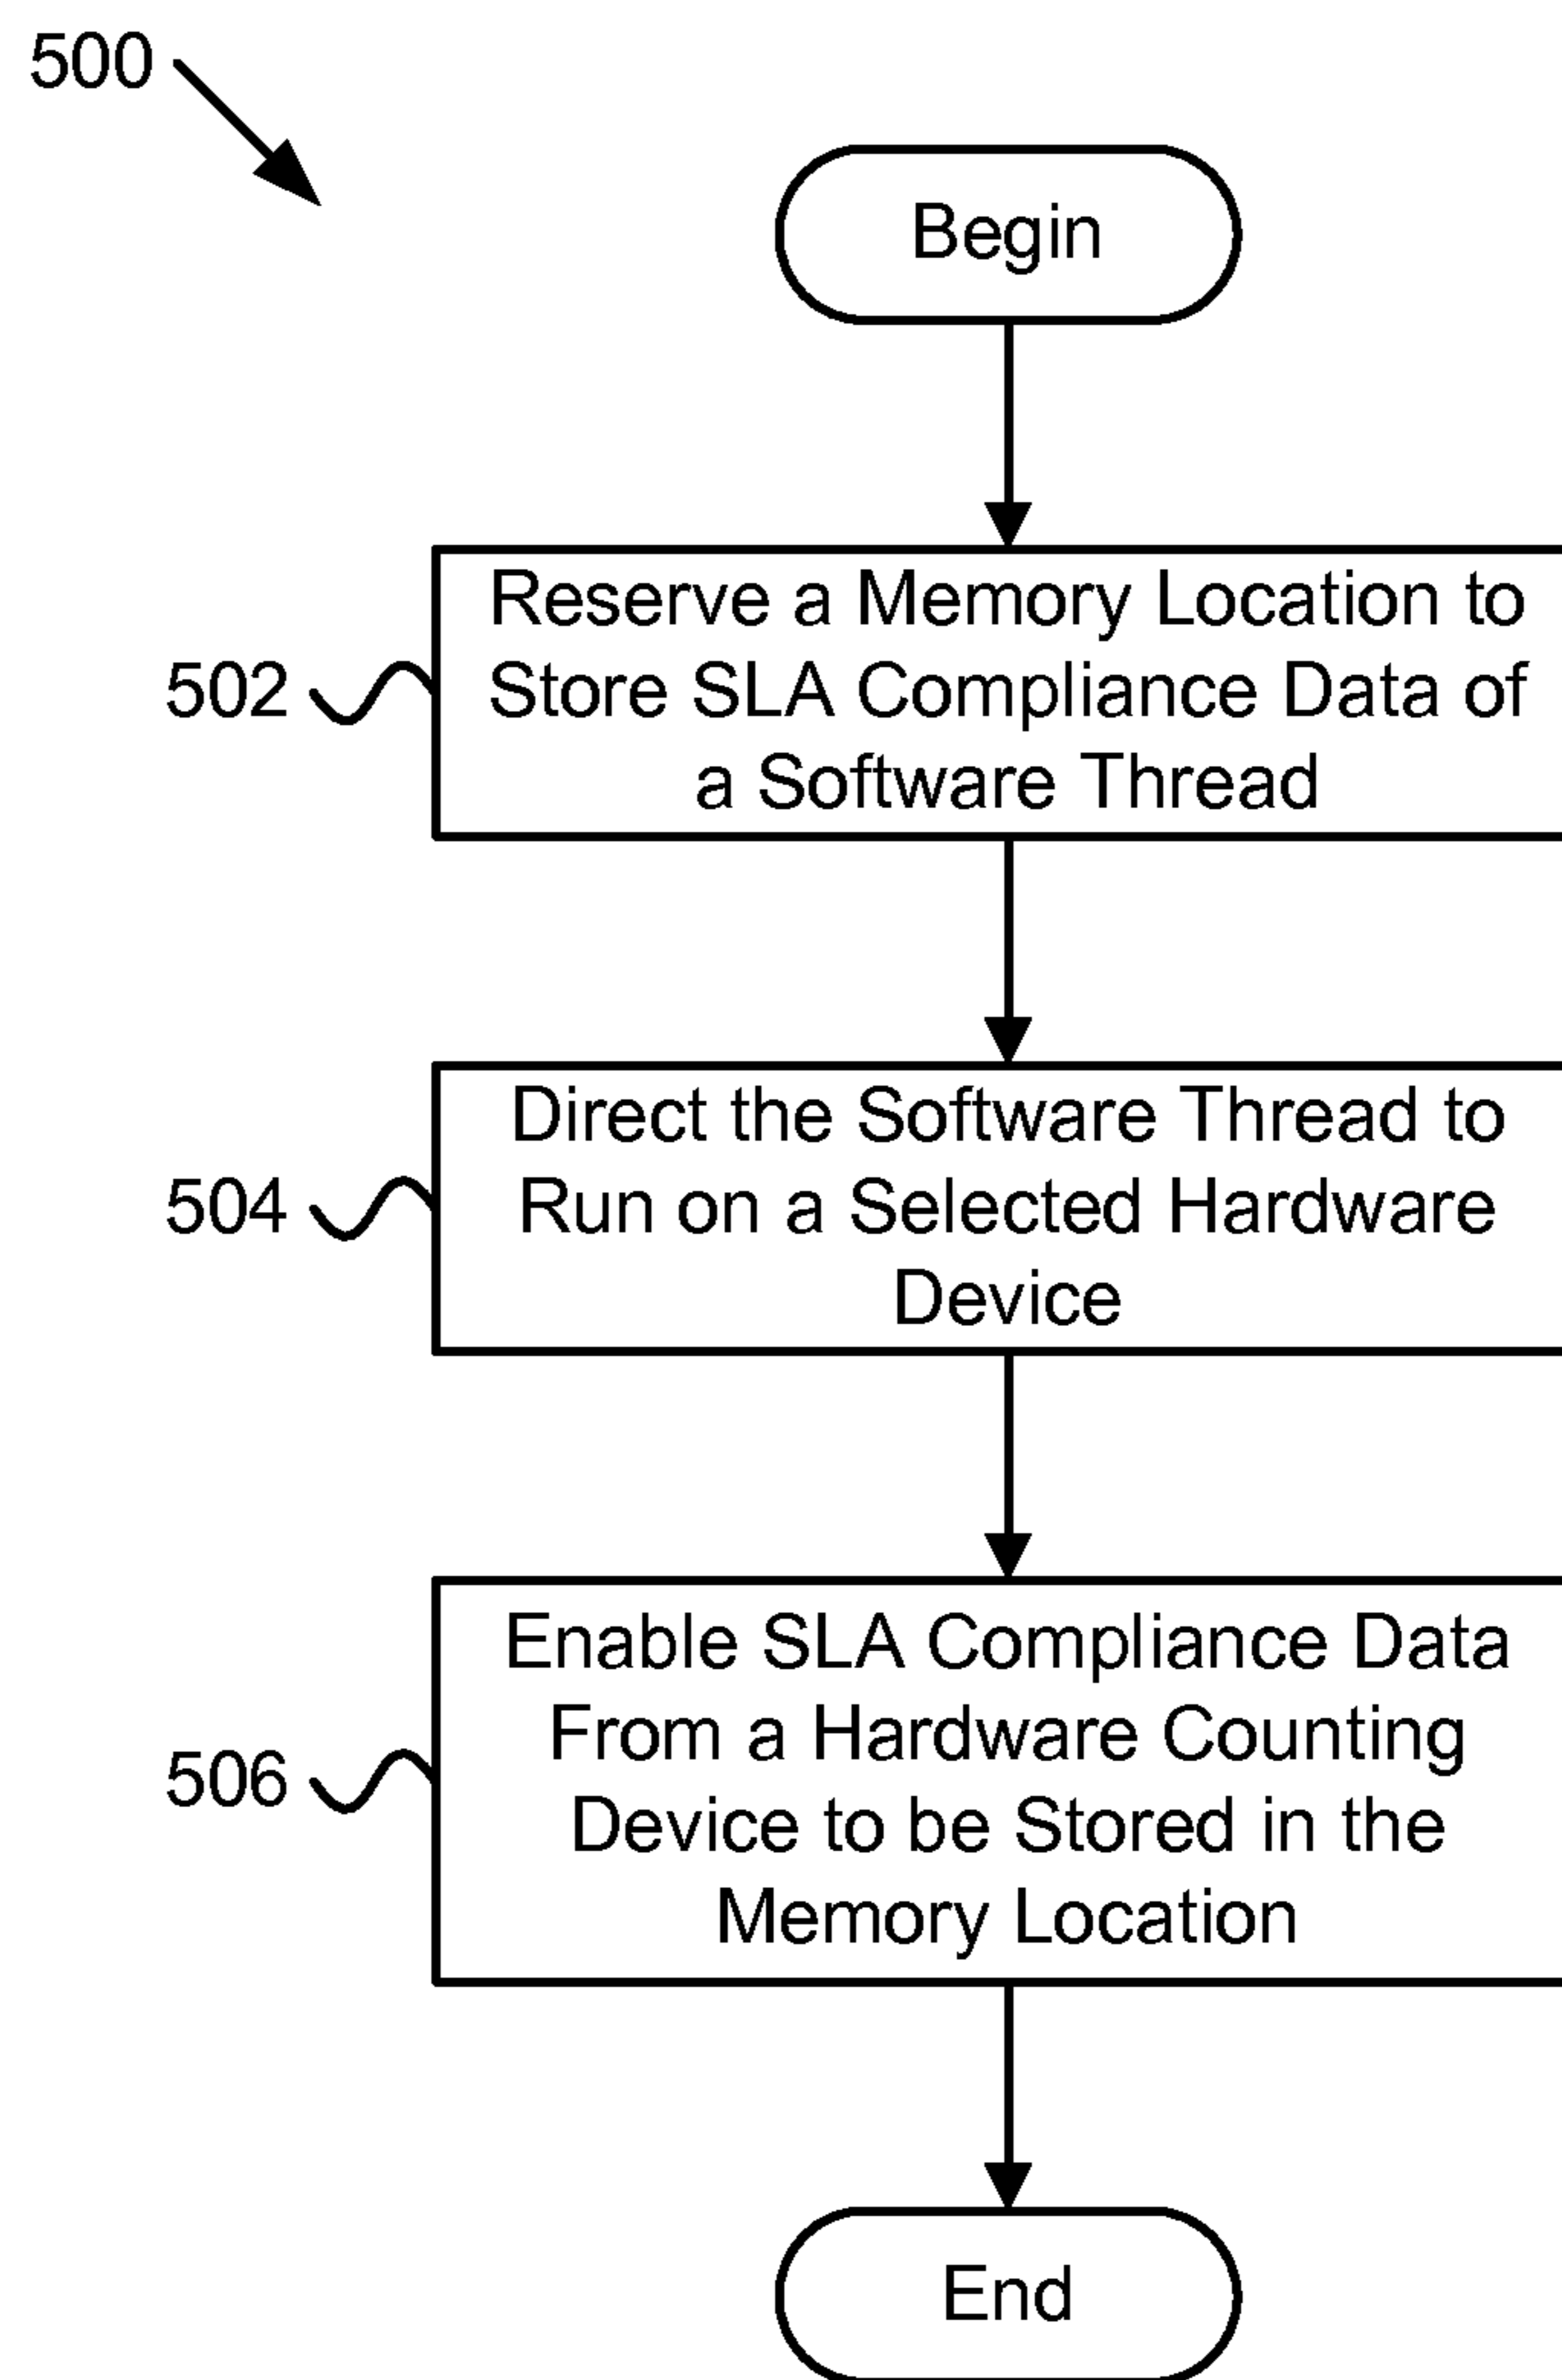 500
Begin
502
Reserve a Memory Location to
Store SLA Compliance Data of
a Software Thread
504
Direct the Software Thread to
Run on a Selected Hardware
Device
506
Enable SLA Compliance Data
From a Hardware Counting
Device to be Stored in the
Memory Location
End